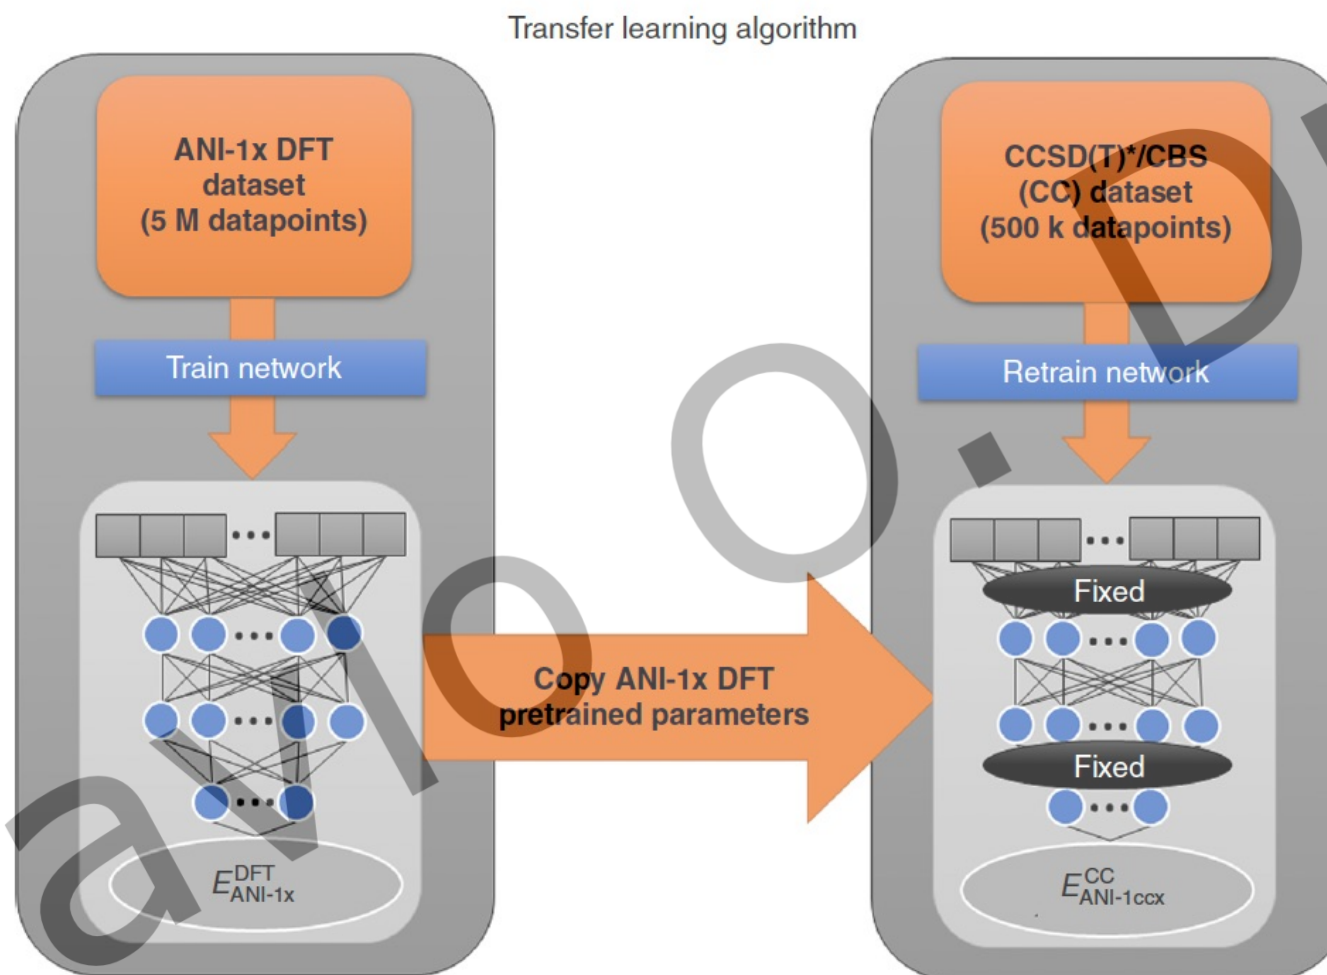 Transfer learning algorithm
ANI-1x DFT
dataset
(5 M datapoints)
Train network
E^DFT_ANI-1x
Copy ANI-1x DFT
pretrained parameters
CCSD(T)*/CBS
(CC) dataset
(500 k datapoints)
Retrain network
Fixed
Fixed
E^CC_ANI-1ccx
avlo O. D